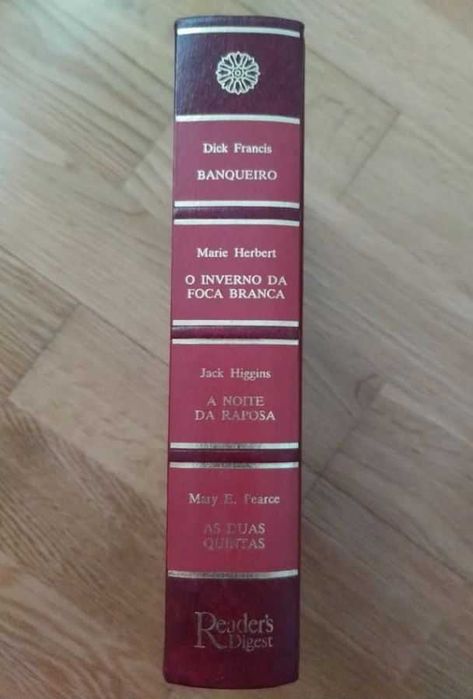 Dick Francis
BANQUEIRO
Marie Herbert
O INVERNO DA
FOCA BRANCA
Jack Higgins
A NOITE
DA RAPOSA
Mary E. Pearce
AS DUAS
QUINTAS
Reader's
Digest